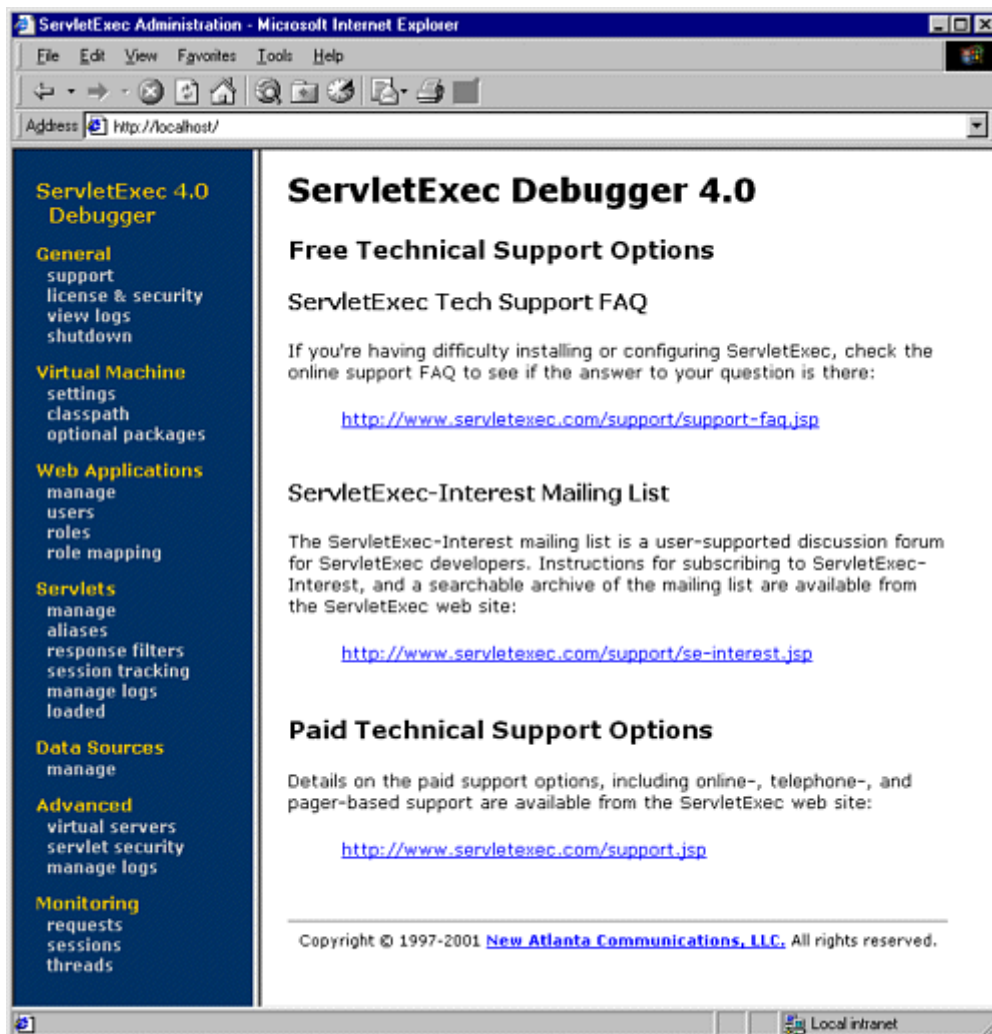 ServletExec Administration - Microsoft Internet Explorer
File Edit View Favorites Tools Help
Address http://localhost/
ServletExec 4.0
Debugger
General
support
license & security
view logs
shutdown
Virtual Machine
settings
classpath
optional packages
Web Applications
manage
users
roles
role mapping
Servlets
manage
aliases
response filters
session tracking
manage logs
loaded
Data Sources
manage
Advanced
virtual servers
servlet security
manage logs
Monitoring
requests
sessions
threads
ServletExec Debugger 4.0
Free Technical Support Options
ServletExec Tech Support FAQ
If you're having difficulty installing or configuring ServletExec, check the
online support FAQ to see if the answer to your question is there:
http://www.servletexec.com/support/support-faq.jsp
ServletExec-Interest Mailing List
The ServletExec-Interest mailing list is a user-supported discussion forum
for ServletExec developers. Instructions for subscribing to ServletExec-
Interest, and a searchable archive of the mailing list are available from
the ServletExec web site:
http://www.servletexec.com/support/se-interest.jsp
Paid Technical Support Options
Details on the paid support options, including online-, telephone-, and
pager-based support are available from the ServletExec web site:
http://www.servletexec.com/support.jsp
Copyright © 1997-2001 New Atlanta Communications, LLC. All rights reserved.
Local intranet